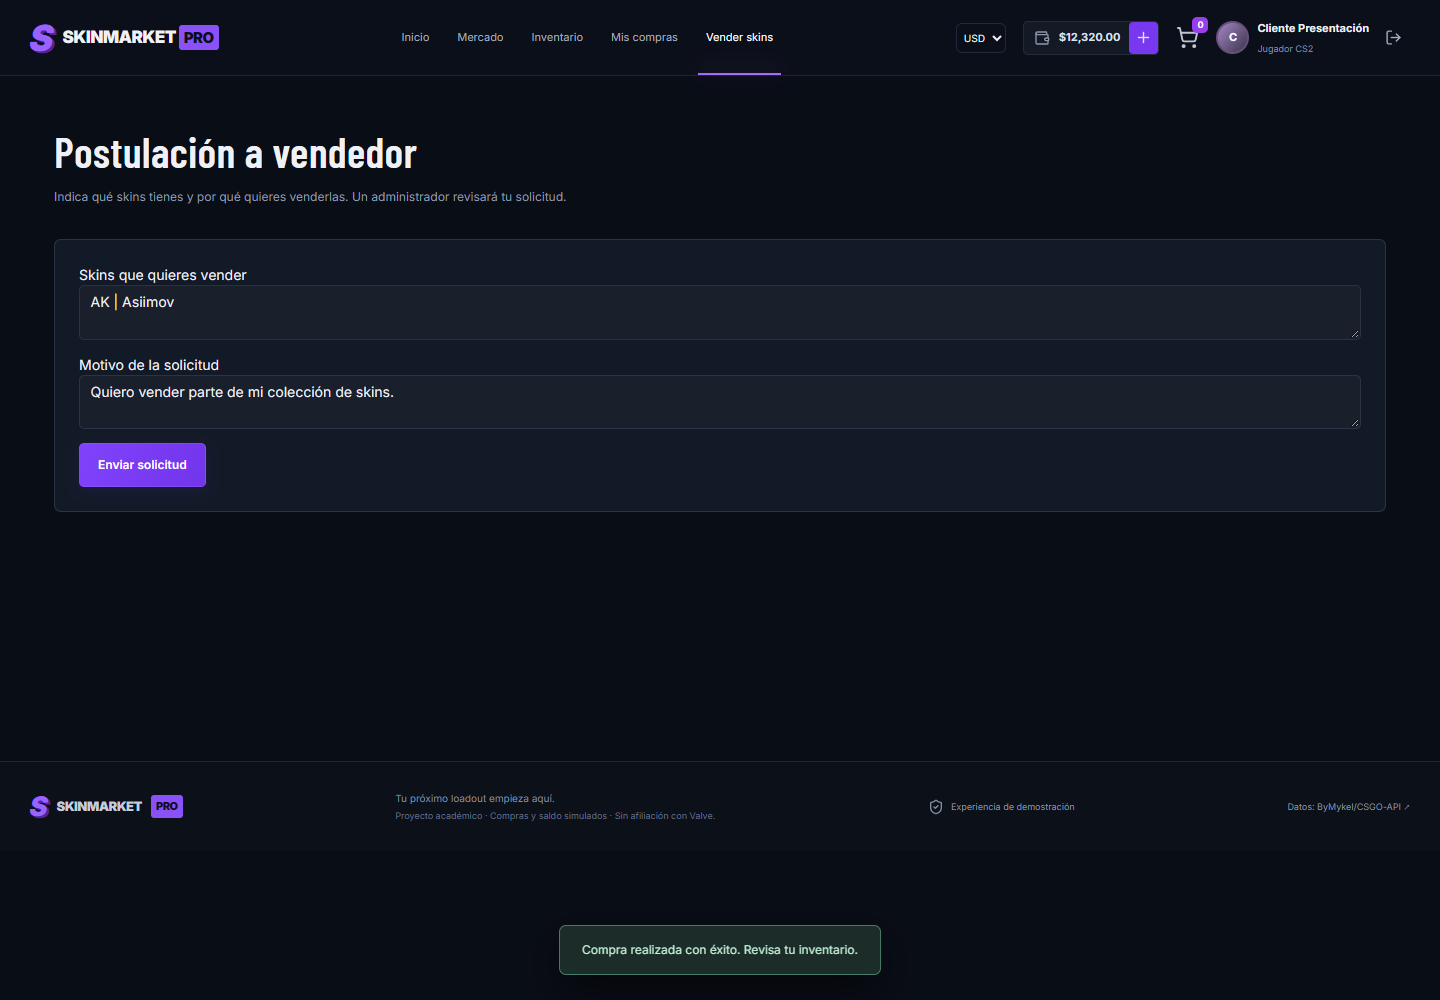 SKINMARKET PRO
Inicio
Mercado
Inventario
Mis compras
Vender skins
USD
$12,320.00
+
0
C
Cliente Presentación
Jugador CS2
Postulación a vendedor
Indica qué skins tienes y por qué quieres venderlas. Un administrador revisará tu solicitud.
Skins que quieres vender
AK | Asiimov
Motivo de la solicitud
Quiero vender parte de mi colección de skins.
Enviar solicitud
SKINMARKET PRO
Tu próximo loadout empieza aquí.
Proyecto académico · Compras y saldo simulados · Sin afiliación con Valve.
Experiencia de demostración
Datos: ByMykel/CSGO-API ↗
Compra realizada con éxito. Revisa tu inventario.